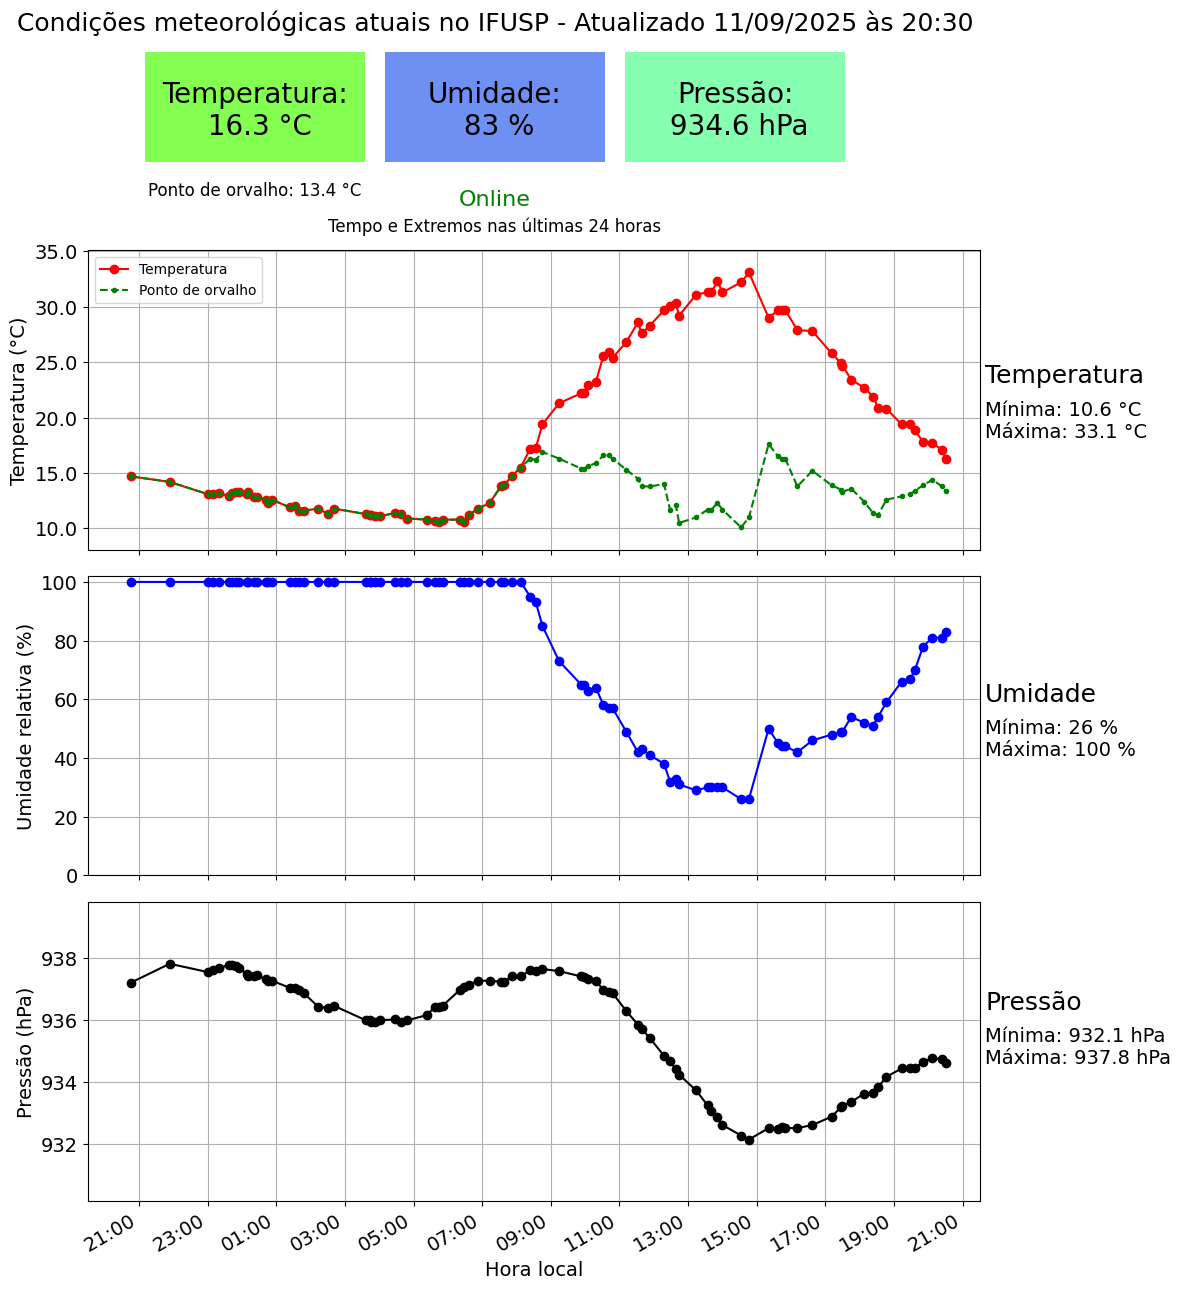 Condições meteorológicas atuais no IFUSP - Atualizado 11/09/2025 às 20:30
Temperatura:
16.3 °C
Umidade:
83 %
Pressão:
934.6 hPa
Ponto de orvalho: 13.4 °C
Online
Tempo e Extremos nas últimas 24 horas
35.0
30.0
25.0
20.0
15.0
10.0
Temperatura (°C)
Temperatura
Ponto de orvalho
Temperatura
Mínima: 10.6 °C
Máxima: 33.1 °C
100
80
60
40
20
0
Umidade relativa (%)
Umidade
Mínima: 26 %
Máxima: 100 %
938
936
934
932
Pressão (hPa)
Pressão
Mínima: 932.1 hPa
Máxima: 937.8 hPa
21:00
23:00
01:00
03:00
05:00
07:00
09:00
11:00
13:00
15:00
17:00
19:00
21:00
Hora local